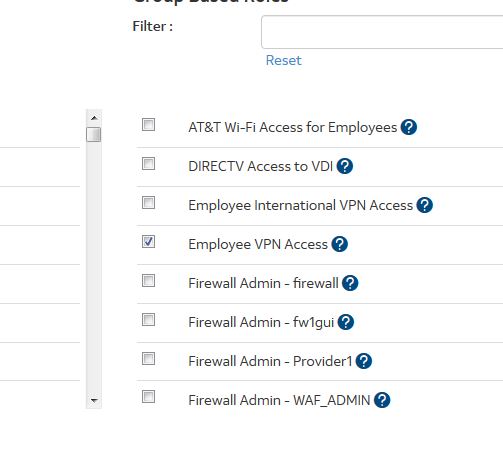 Group Based Roles
Filter :
Reset
AT&T Wi-Fi Access for Employees ?
DIRECTV Access to VDI ?
Employee International VPN Access ?
Employee VPN Access ?
Firewall Admin - firewall ?
Firewall Admin - fw1gui ?
Firewall Admin - Provider1 ?
Firewall Admin - WAF_ADMIN ?